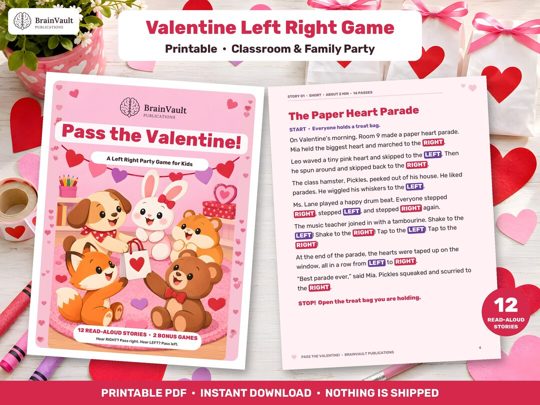 BrainVault
PUBLICATIONS
Valentine Left Right Game
Printable • Classroom & Family Party
BrainVault
PUBLICATIONS
Pass the Valentine!
A Left Right Party Game for Kids
12 READ-ALOUD STORIES • 2 BONUS GAMES
Hear RIGHT? Pass right. Hear LEFT? Pass left.
STORY 01 • SHORT • ABOUT 2 MIN • 14 PASSES
The Paper Heart Parade
START • Everyone holds a treat bag.
On Valentine's morning, Room 9 made a paper heart parade.
Mia held the biggest heart and marched to the RIGHT.
Leo waved a tiny pink heart and skipped to the LEFT. Then
he spun around and skipped back to the RIGHT.
The class hamster, Pickles, peeked out of his house. He liked
parades. He wiggled his whiskers to the LEFT.
Ms. Lane played a happy drum beat. Everyone stepped
RIGHT, stepped LEFT, and stepped RIGHT again.
The music teacher joined in with a tambourine. Shake to the
LEFT! Shake to the RIGHT! Tap to the LEFT! Tap to the
RIGHT!
At the end of the parade, the hearts were taped up on the
window, all in a row from LEFT to RIGHT.
"Best parade ever," said Mia. Pickles squeaked and scurried to
the RIGHT.
STOP! Open the treat bag you are holding.
PASS THE VALENTINE! • BRAINVAULT PUBLICATIONS
12
READ-ALOUD
STORIES
PRINTABLE PDF • INSTANT DOWNLOAD • NOTHING IS SHIPPED